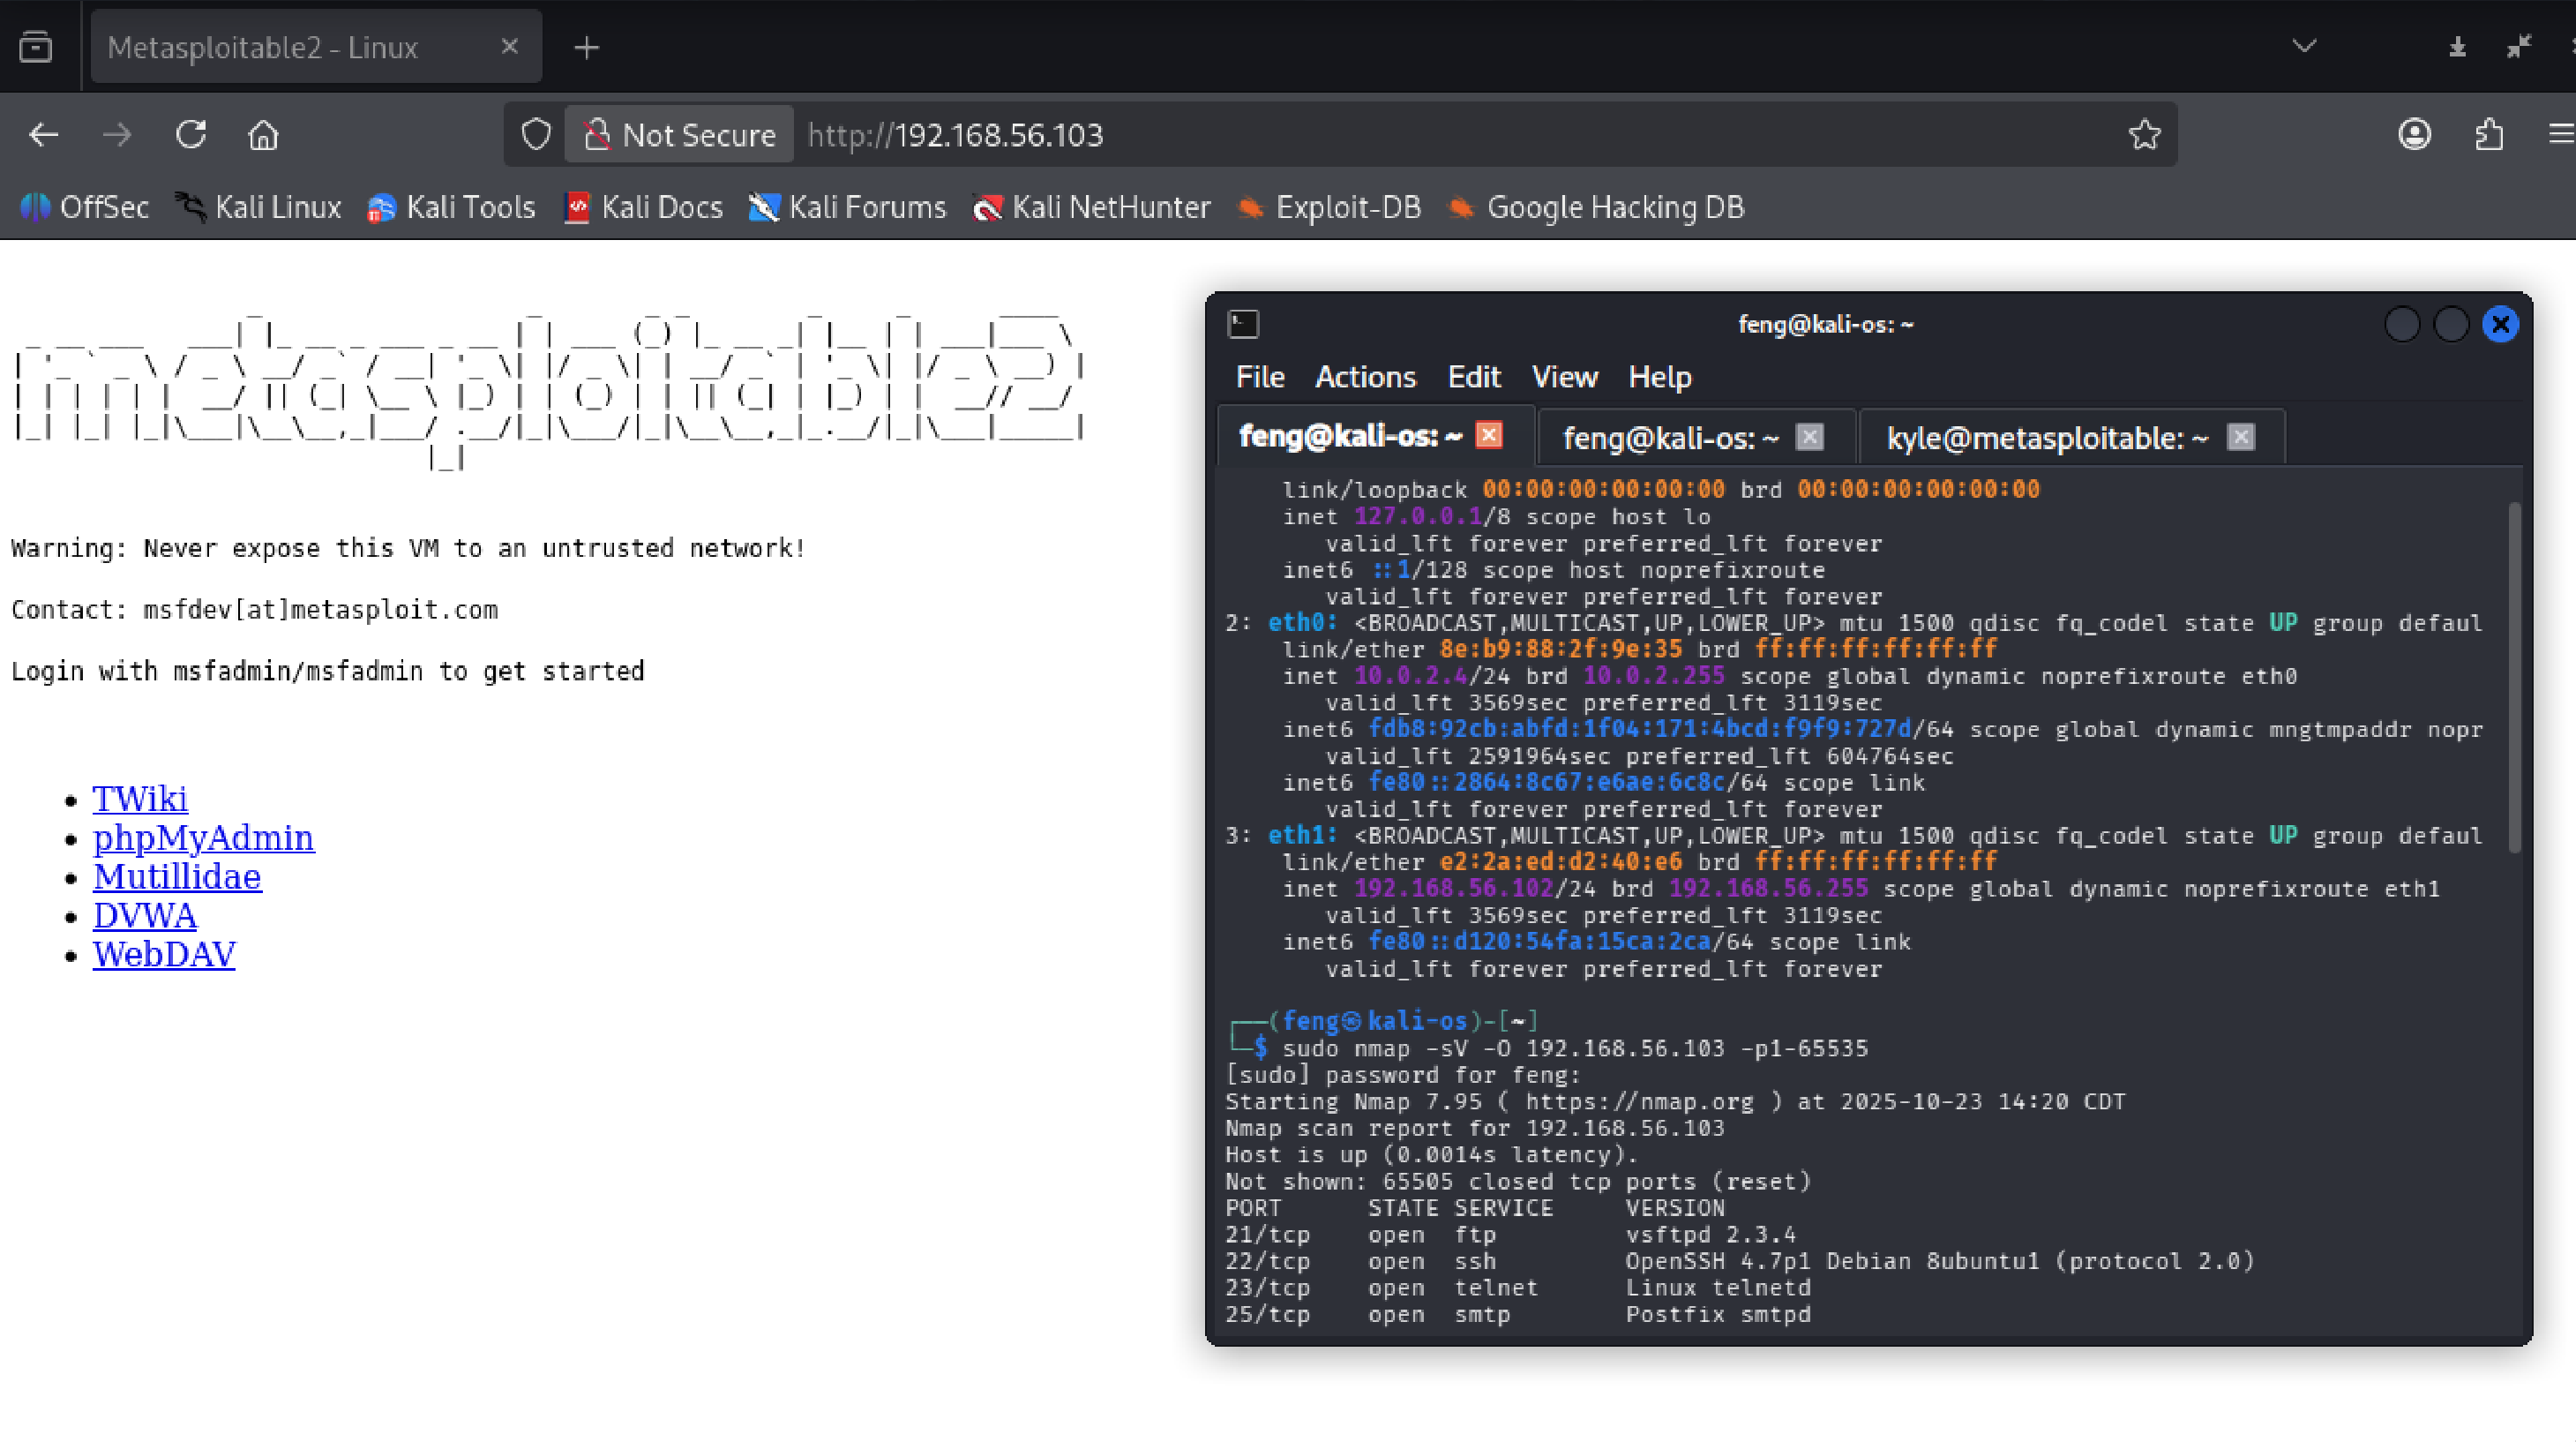 Metasploitable2 - Linux
Not Secure http://192.168.56.103
OffSec Kali Linux Kali Tools Kali Docs Kali Forums Kali NetHunter Exploit-DB Google Hacking DB
metasploitable2
Warning: Never expose this VM to an untrusted network!
Contact: msfdev[at]metasploit.com
Login with msfadmin/msfadmin to get started
TWiki
phpMyAdmin
Mutillidae
DVWA
WebDAV
feng@kali-os: ~
File Actions Edit View Help
feng@kali-os: ~ feng@kali-os: ~ kyle@metasploitable: ~
link/loopback 00:00:00:00:00:00 brd 00:00:00:00:00:00
inet 127.0.0.1/8 scope host lo
valid_lft forever preferred_lft forever
inet6 ::1/128 scope host noprefixroute
valid_lft forever preferred_lft forever
2: eth0: <BROADCAST,MULTICAST,UP,LOWER_UP> mtu 1500 qdisc fq_codel state UP group defaul
link/ether 8e:b9:88:2f:9e:35 brd ff:ff:ff:ff:ff:ff
inet 10.0.2.4/24 brd 10.0.2.255 scope global dynamic noprefixroute eth0
valid_lft 3569sec preferred_lft 3119sec
inet6 fdb8:92cb:abfd:1f04:171:4bcd:f9f9:727d/64 scope global dynamic mngtmpaddr nopr
valid_lft 2591964sec preferred_lft 604764sec
inet6 fe80::2864:8c67:e6ae:6c8c/64 scope link
valid_lft forever preferred_lft forever
3: eth1: <BROADCAST,MULTICAST,UP,LOWER_UP> mtu 1500 qdisc fq_codel state UP group defaul
link/ether e2:2a:ed:d2:40:e6 brd ff:ff:ff:ff:ff:ff
inet 192.168.56.102/24 brd 192.168.56.255 scope global dynamic noprefixroute eth1
valid_lft 3569sec preferred_lft 3119sec
inet6 fe80::d120:54fa:15ca:2ca/64 scope link
valid_lft forever preferred_lft forever
(feng㉿kali-os)-[~]
$ sudo nmap -sV -O 192.168.56.103 -p1-65535
[sudo] password for feng:
Starting Nmap 7.95 ( https://nmap.org ) at 2025-10-23 14:20 CDT
Nmap scan report for 192.168.56.103
Host is up (0.0014s latency).
Not shown: 65505 closed tcp ports (reset)
PORT STATE SERVICE VERSION
21/tcp open ftp vsftpd 2.3.4
22/tcp open ssh OpenSSH 4.7p1 Debian 8ubuntu1 (protocol 2.0)
23/tcp open telnet Linux telnetd
25/tcp open smtp Postfix smtpd